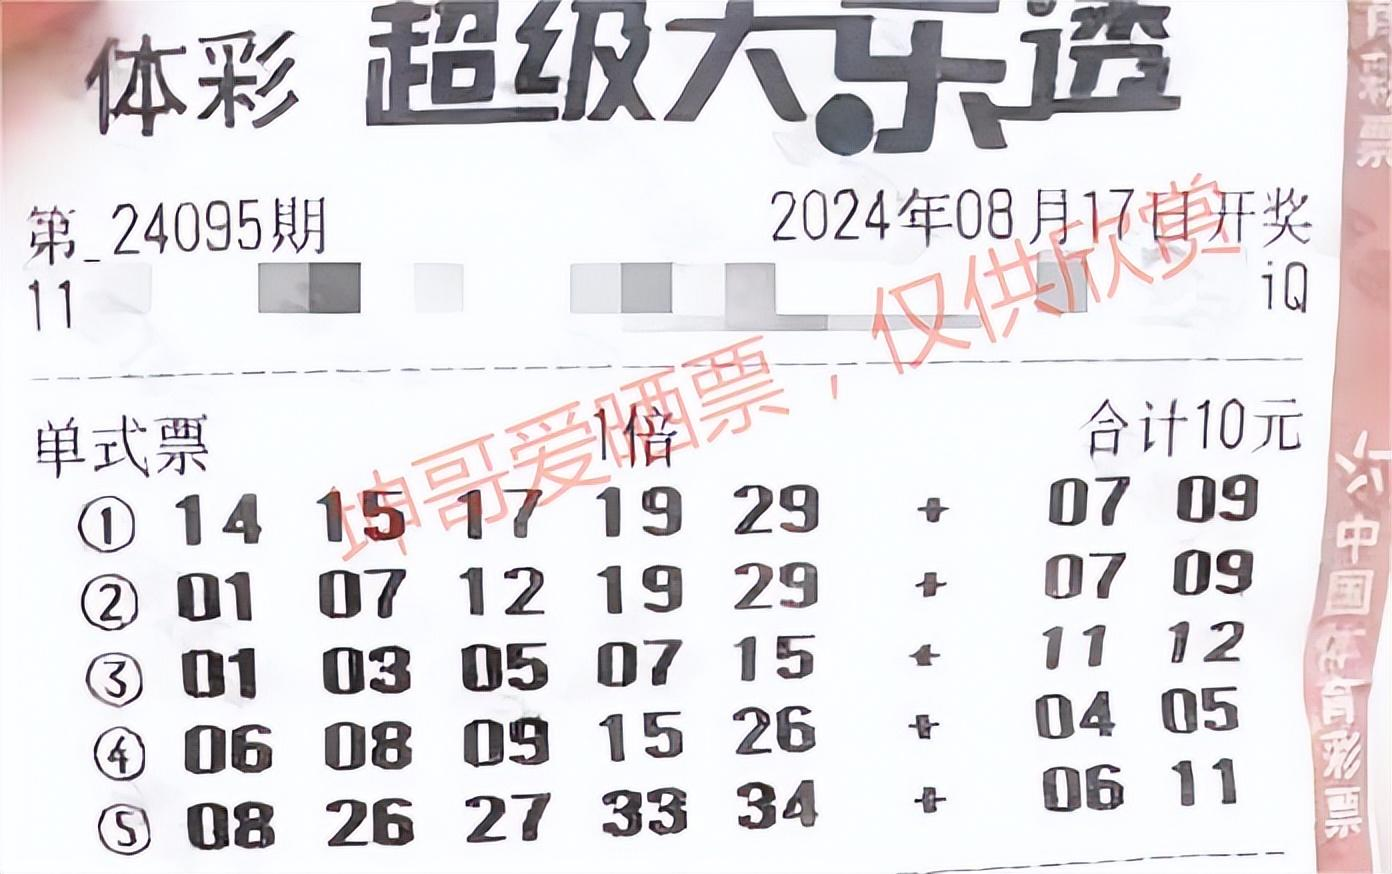 体彩 超级大乐透
第_24095期 2024年08月17日开奖
11 iQ
单式票 1倍 合计10元
① 14 15 17 19 29 + 07 09
② 01 07 12 19 29 + 07 09
③ 01 03 05 07 15 + 11 12
④ 06 08 09 15 26 + 04 05
⑤ 08 26 27 33 34 + 06 11
坤哥爱晒票，仅供欣赏
育彩票
中国体育彩票